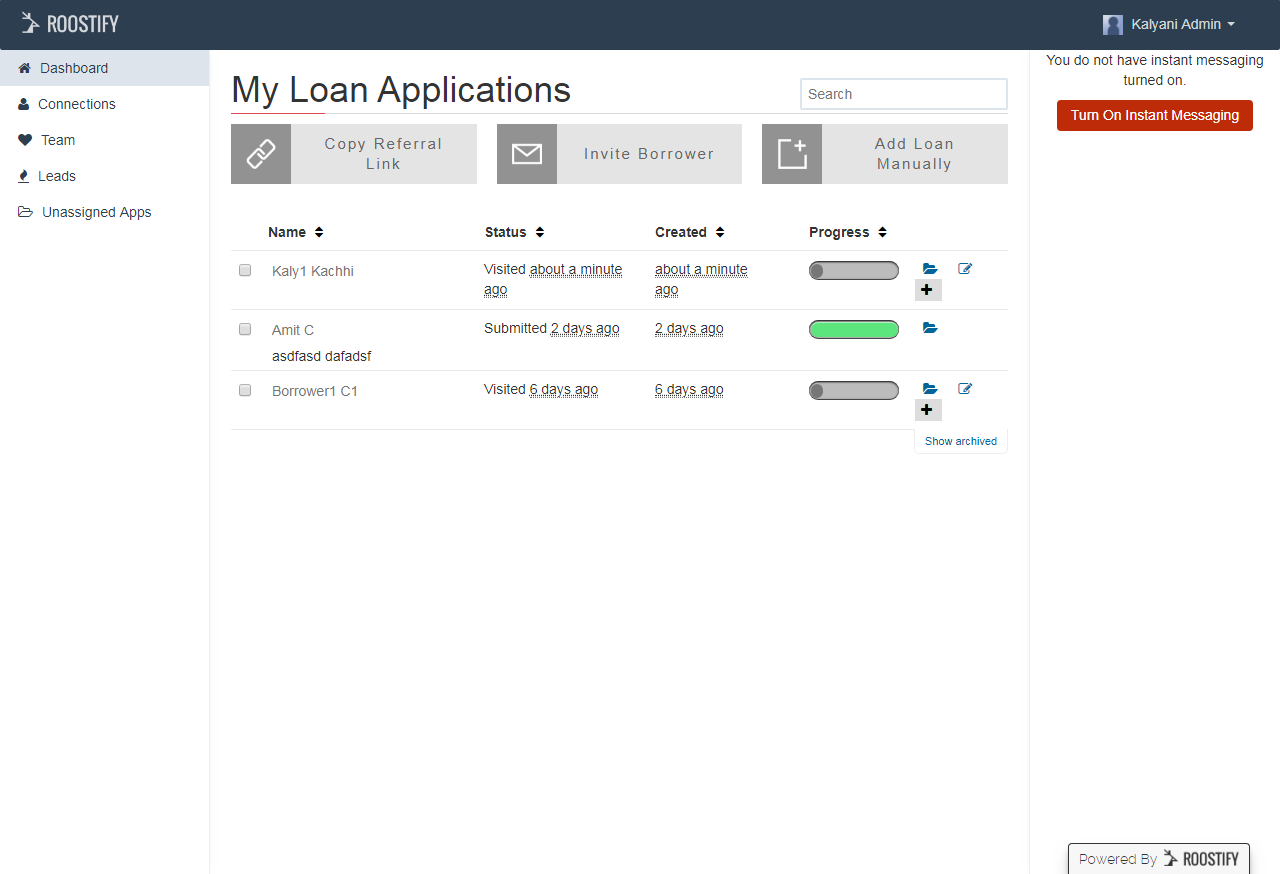 ROOSTIFY
Kalyani Admin
Dashboard
Connections
Team
Leads
Unassigned Apps
My Loan Applications
Search
Copy Referral
Link
Invite Borrower
Add Loan
Manually
Name Status Created Progress
Kaly1 Kachhi Visited about a minute about a minute
ago ago
Amit C Submitted 2 days ago 2 days ago
asdfasd dafadsf
Borrower1 C1 Visited 6 days ago 6 days ago
Show archived
You do not have instant messaging
turned on.
Turn On Instant Messaging
Powered By ROOSTIFY